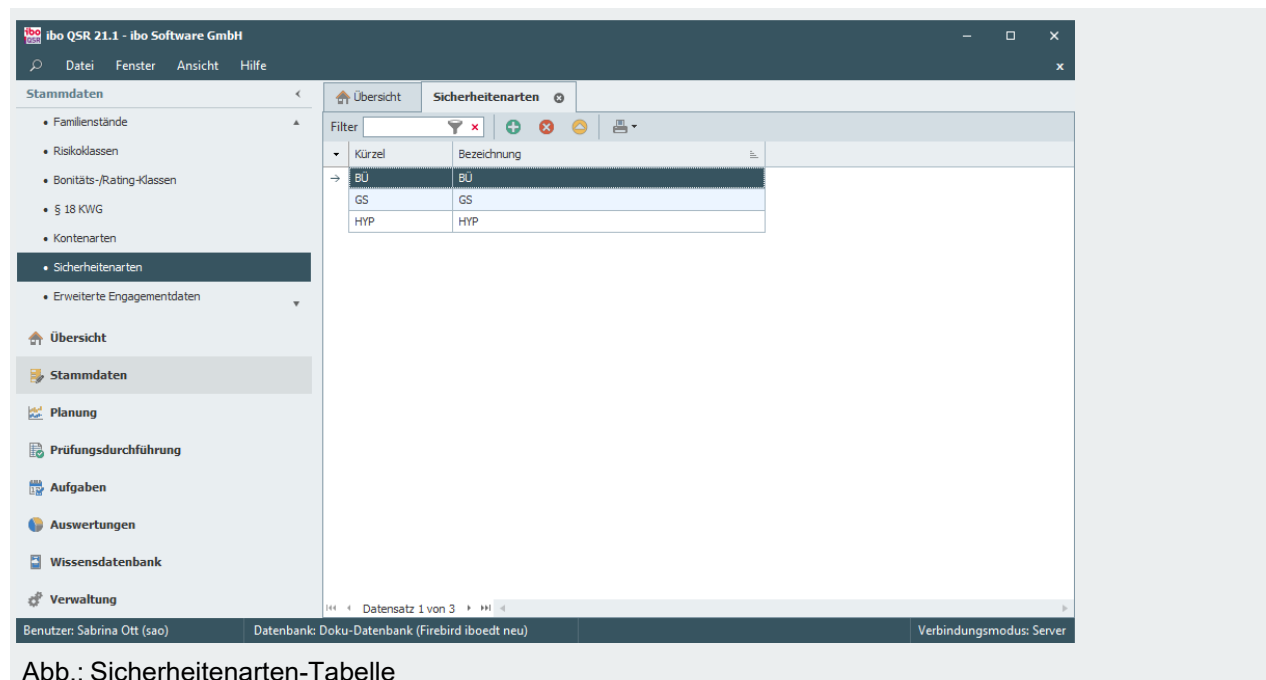 ibo QSR 21.1 - ibo Software GmbH
Datei Fenster Ansicht Hilfe
Stammdaten
Familienstände
Risikoklassen
Bonitäts-/Rating-Klassen
§ 18 KWG
Kontenarten
Sicherheitenarten
Erweiterte Engagementdaten
Übersicht
Stammdaten
Planung
Prüfungsdurchführung
Aufgaben
Auswertungen
Wissensdatenbank
Verwaltung
Übersicht Sicherheitenarten
Filter
Kürzel Bezeichnung
BÜ BÜ
GS GS
HYP HYP
Datensatz 1 von 3
Benutzer: Sabrina Ott (sao) Datenbank: Doku-Datenbank (Firebird iboedt neu) Verbindungsmodus: Server
Abb.: Sicherheitenarten-Tabelle